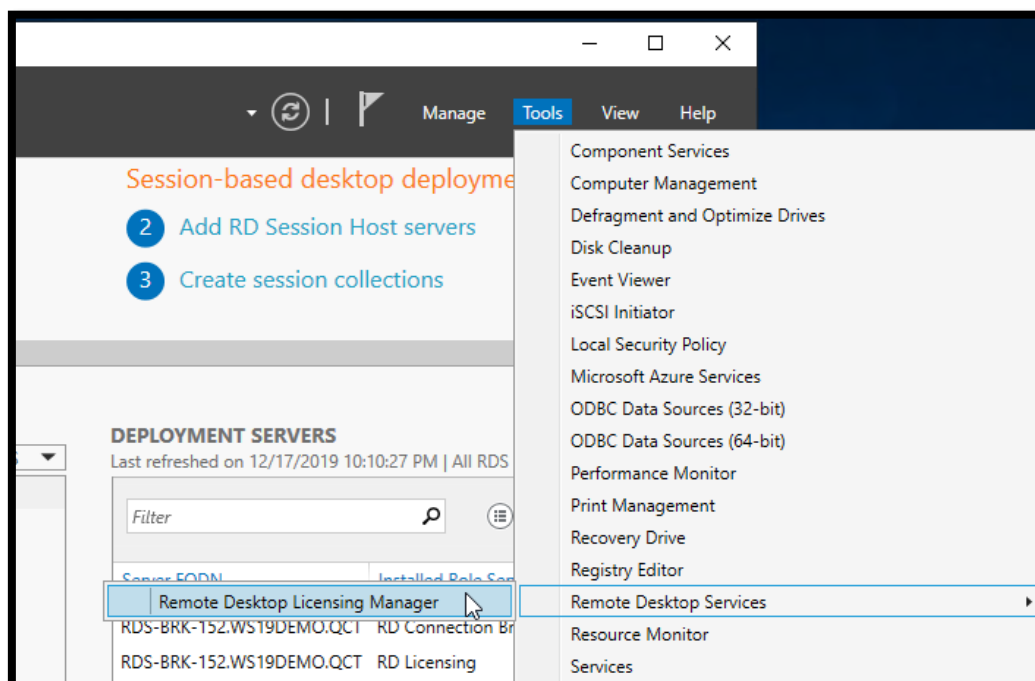 Manage Tools View Help
Session-based desktop deployme
2 Add RD Session Host servers
3 Create session collections
Component Services
Computer Management
Defragment and Optimize Drives
Disk Cleanup
Event Viewer
iSCSI Initiator
Local Security Policy
Microsoft Azure Services
ODBC Data Sources (32-bit)
ODBC Data Sources (64-bit)
Performance Monitor
Print Management
Recovery Drive
Registry Editor
Remote Desktop Services
Resource Monitor
Services
DEPLOYMENT SERVERS
Last refreshed on 12/17/2019 10:10:27 PM | All RDS
Filter
Server FQDN Installed Role Ser
Remote Desktop Licensing Manager
RDS-BRK-152.WS19DEMO.QCT RD Connection Br
RDS-BRK-152.WS19DEMO.QCT RD Licensing